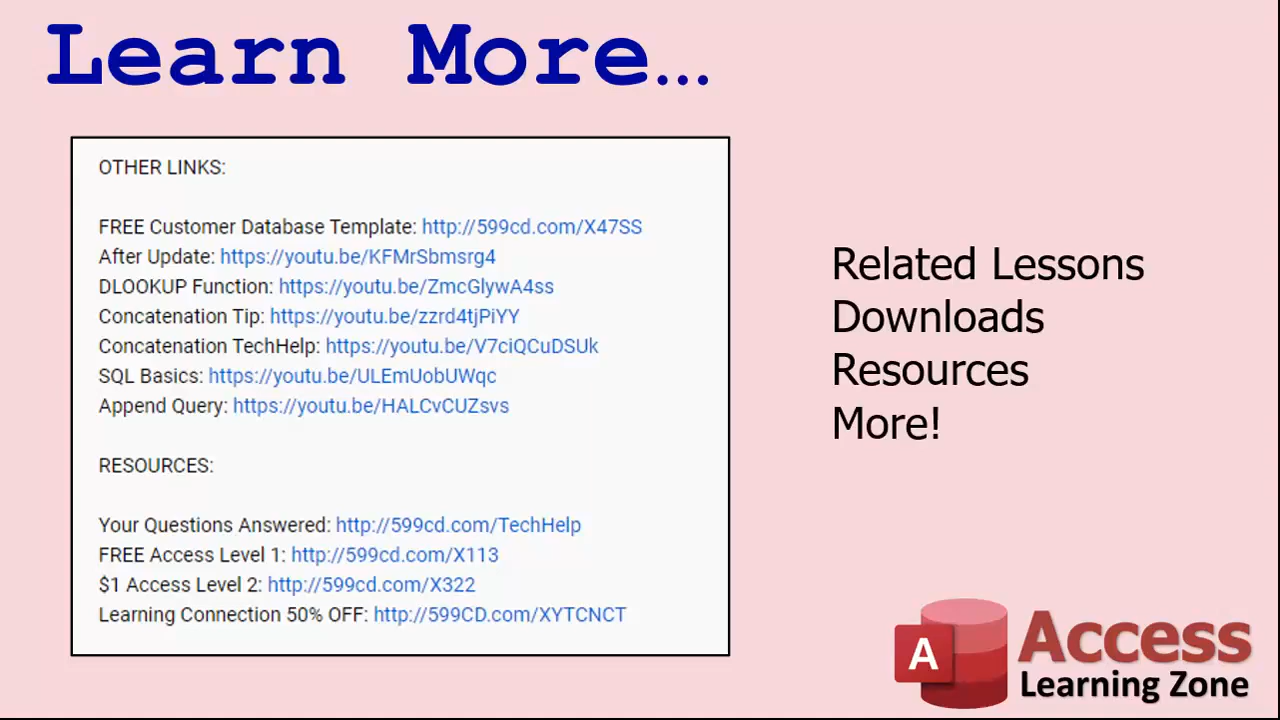 Learn More...
OTHER LINKS:
FREE Customer Database Template: http://599cd.com/X47SS
After Update: https://youtu.be/KFMrSbmsrg4
DLOOKUP Function: https://youtu.be/ZmcGlywA4ss
Concatenation Tip: https://youtu.be/zzrd4tjPiYY
Concatenation TechHelp: https://youtu.be/V7ciQCuDSUk
SQL Basics: https://youtu.be/ULEmUobUWqc
Append Query: https://youtu.be/HALCvCUZsvs
RESOURCES:
Your Questions Answered: http://599cd.com/TechHelp
FREE Access Level 1: http://599cd.com/X113
$1 Access Level 2: http://599cd.com/X322
Learning Connection 50% OFF: http://599CD.com/XYTCNCT
Related Lessons
Downloads
Resources
More!
A
Access
Learning Zone